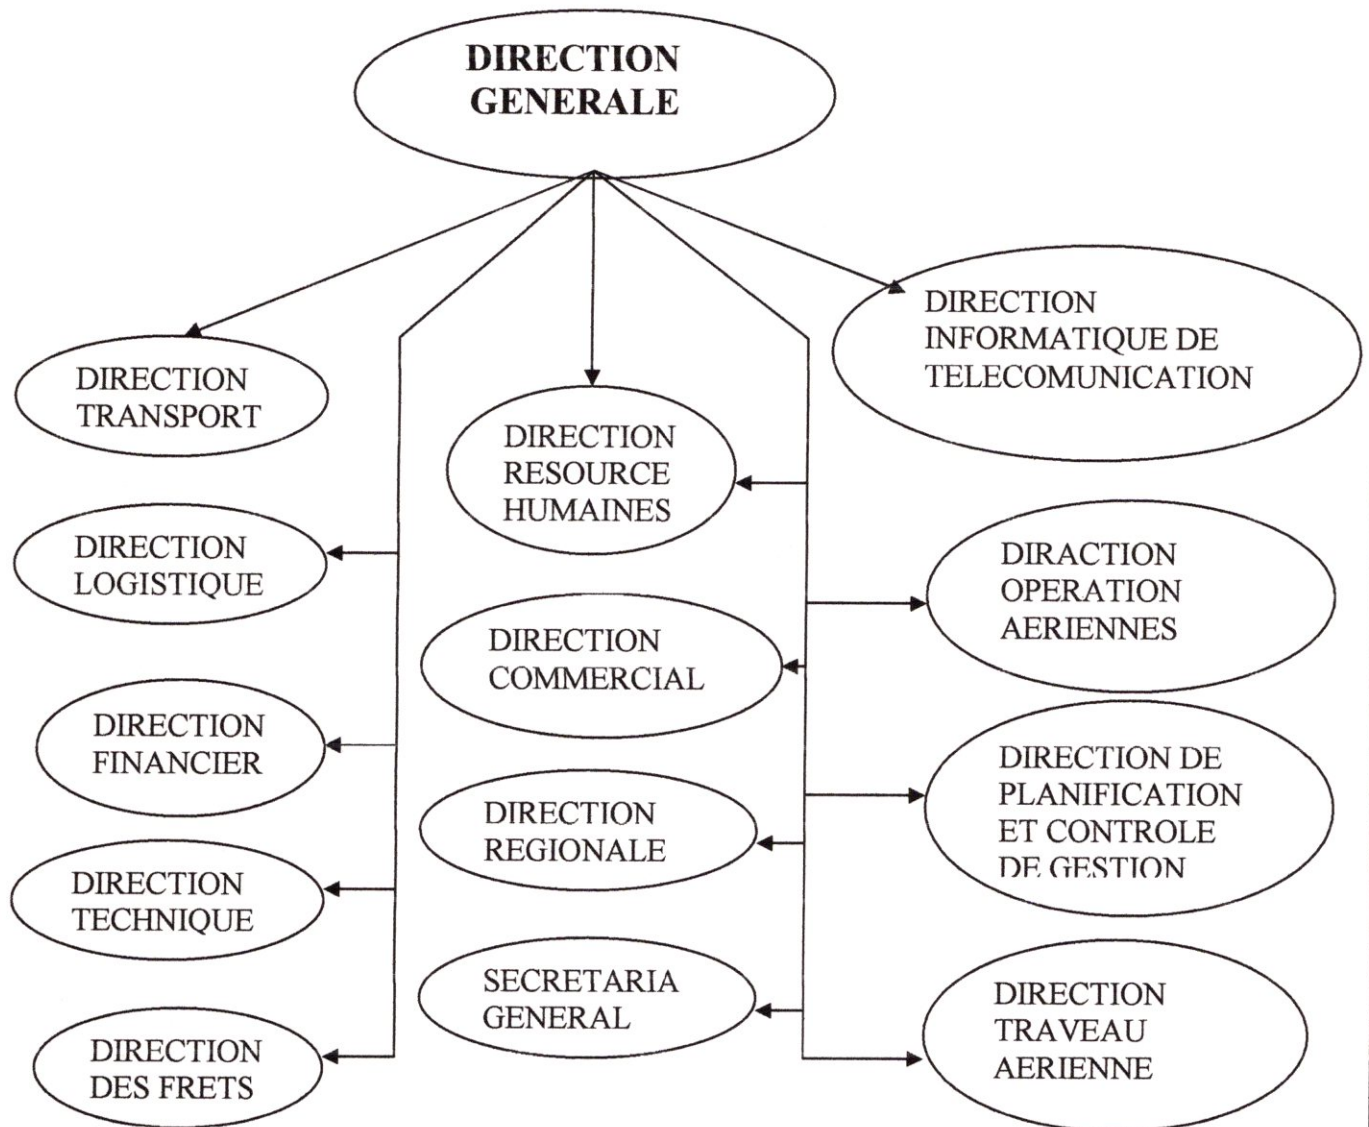 DIRECTION
GENERALE
DIRECTION
TRANSPORT
DIRECTION
LOGISTIQUE
DIRECTION
FINANCIER
DIRECTION
TECHNIQUE
DIRECTION
DES FRETS
DIRECTION
RESOURCE
HUMAINES
DIRECTION
COMMERCIAL
DIRECTION
REGIONALE
SECRETARIA
GENERAL
DIRECTION
INFORMATIQUE DE
TELECOMUNICATION
DIRACTION
OPERATION
AERIENNES
DIRECTION DE
PLANIFICATION
ET CONTROLE
DE GESTION
DIRECTION
TRAVEAU
AERIENNE